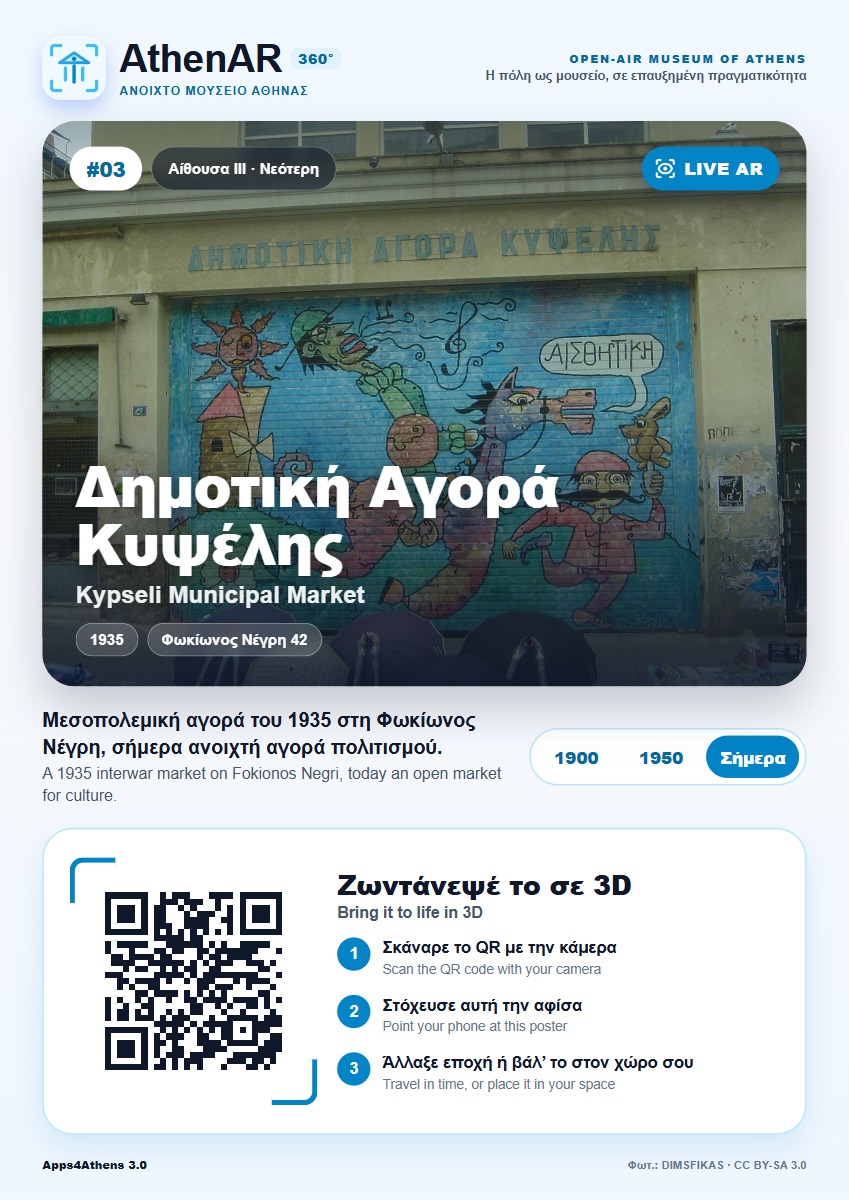 AthenAR 360°
ΑΝΟΙΧΤΟ ΜΟΥΣΕΙΟ ΑΘΗΝΑΣ
OPEN-AIR MUSEUM OF ATHENS
Η πόλη ως μουσείο, σε επαυξημένη πραγματικότητα
#03
Αίθουσα III · Νεότερη
LIVE AR
ΔΗΜΟΤΙΚΗ ΑΓΟΡΑ ΚΥΨΕΛΗΣ
ΑΙΣΘΗΤΙΚΗ
Δημοτική Αγορά
Κυψέλης
Kypseli Municipal Market
1935
Φωκίωνος Νέγρη 42
Μεσοπολεμική αγορά του 1935 στη Φωκίωνος
Νέγρη, σήμερα ανοιχτή αγορά πολιτισμού.
A 1935 interwar market on Fokionos Negri, today an open market
for culture.
1900
1950
Σήμερα
Ζωντάνεψέ το σε 3D
Bring it to life in 3D
1
Σκάναρε το QR με την κάμερα
Scan the QR code with your camera
2
Στόχευσε αυτή την αφίσα
Point your phone at this poster
3
Άλλαξε εποχή ή βάλ’ το στον χώρο σου
Travel in time, or place it in your space
Apps4Athens 3.0
Φωτ.: DIMSFIKAS · CC BY-SA 3.0